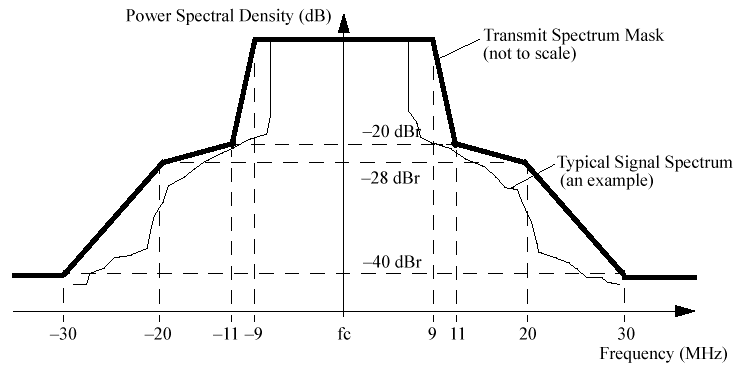 Power Spectral Density (dB)
Transmit Spectrum Mask
(not to scale)
–20 dBr
Typical Signal Spectrum
(an example)
–28 dBr
–40 dBr
–30 –20 –11 –9 fc 9 11 20 30
Frequency (MHz)